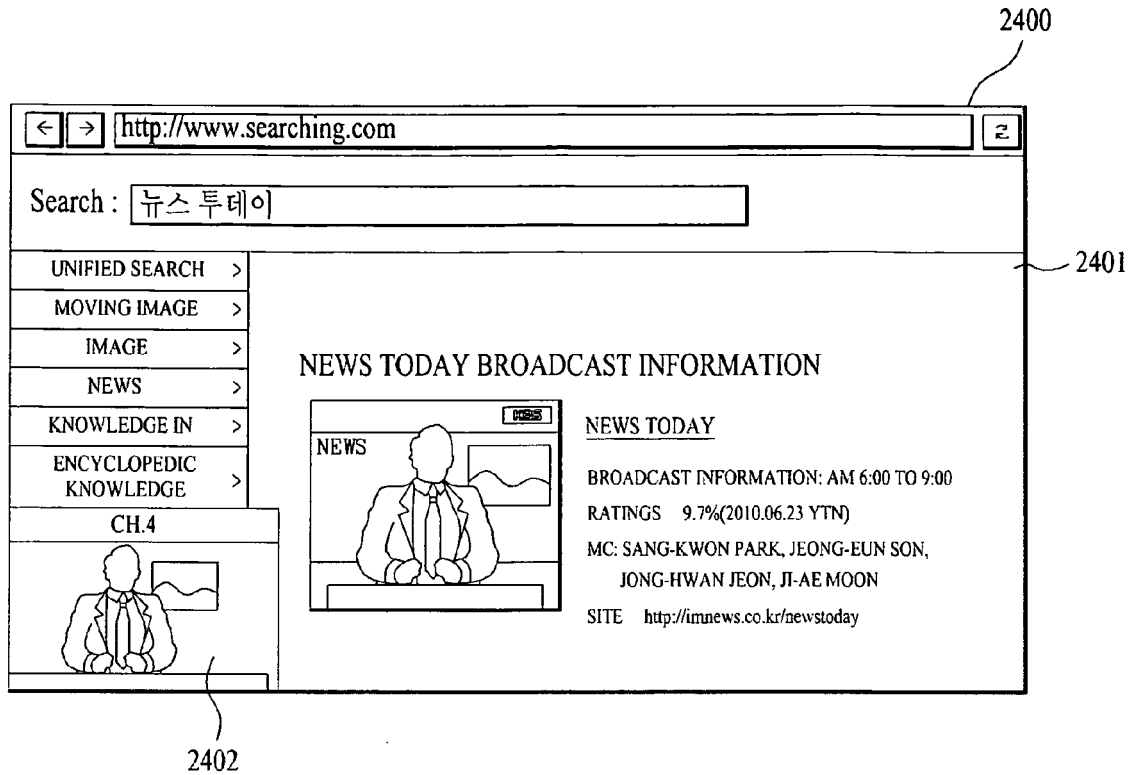 2400
← → http://www.searching.com
Search : 뉴스 투데이
2401
UNIFIED SEARCH >
MOVING IMAGE >
IMAGE >
NEWS >
KNOWLEDGE IN >
ENCYCLOPEDIC
KNOWLEDGE >
CH.4
NEWS TODAY BROADCAST INFORMATION
KBS
NEWS
NEWS TODAY
BROADCAST INFORMATION: AM 6:00 TO 9:00
RATINGS 9.7%(2010.06.23 YTN)
MC: SANG-KWON PARK, JEONG-EUN SON,
JONG-HWAN JEON, JI-AE MOON
SITE http://imnews.co.kr/newstoday
2402